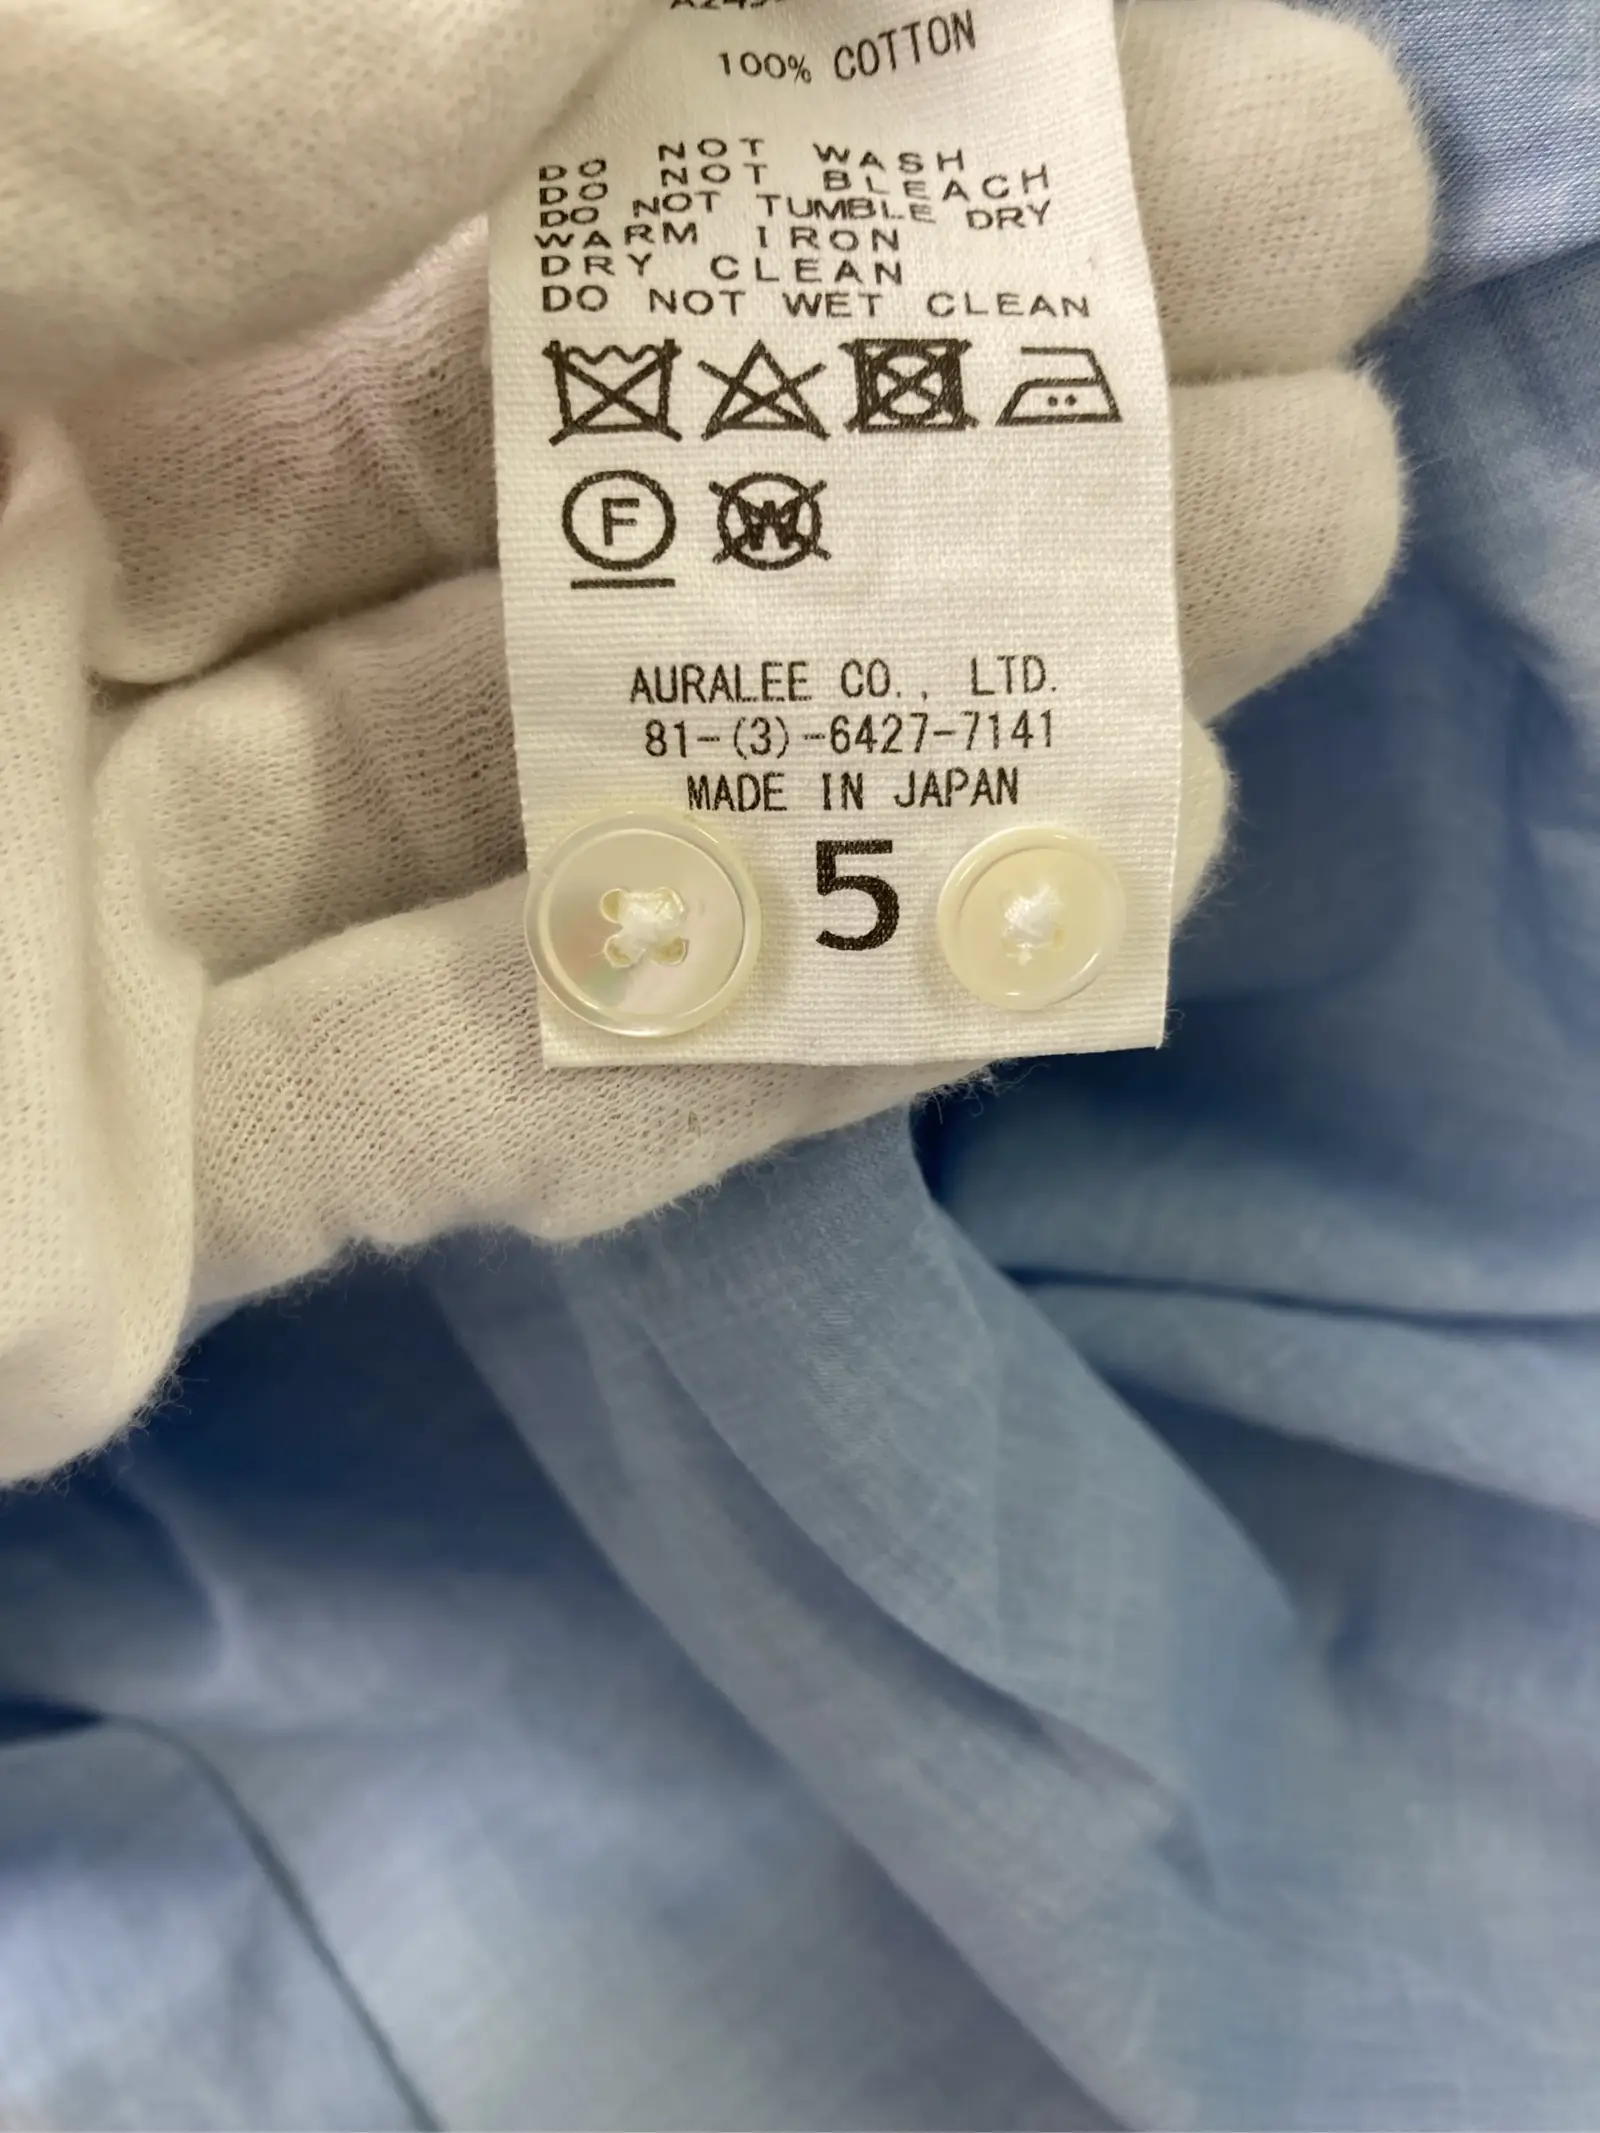 100% COTTON
DO NOT WASH
DO NOT BLEACH
DO NOT TUMBLE DRY
WARM IRON
DRY CLEAN
DO NOT WET CLEAN
F W
AURALEE CO., LTD.
81-(3)-6427-7141
MADE IN JAPAN
5